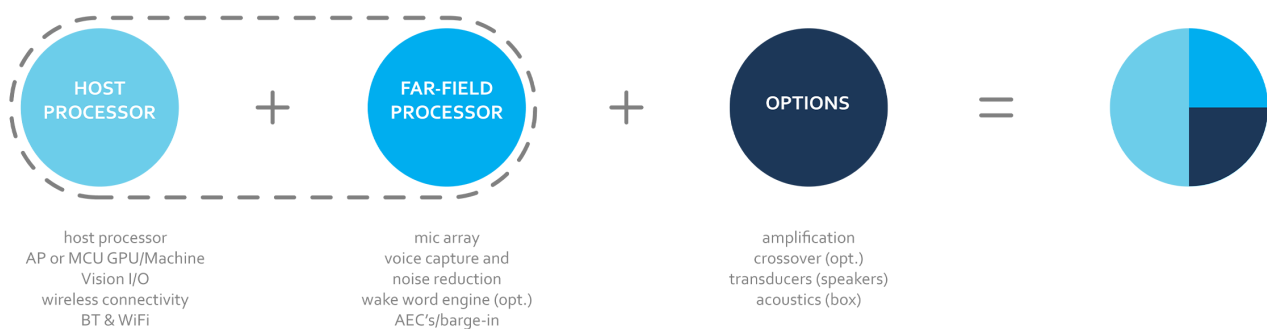 HOST
PROCESSOR
+
FAR-FIELD
PROCESSOR
+
OPTIONS
=
host processor
AP or MCU GPU/Machine
Vision I/O
wireless connectivity
BT & WiFi
mic array
voice capture and
noise reduction
wake word engine (opt.)
AEC's/barge-in
amplification
crossover (opt.)
transducers (speakers)
acoustics (box)